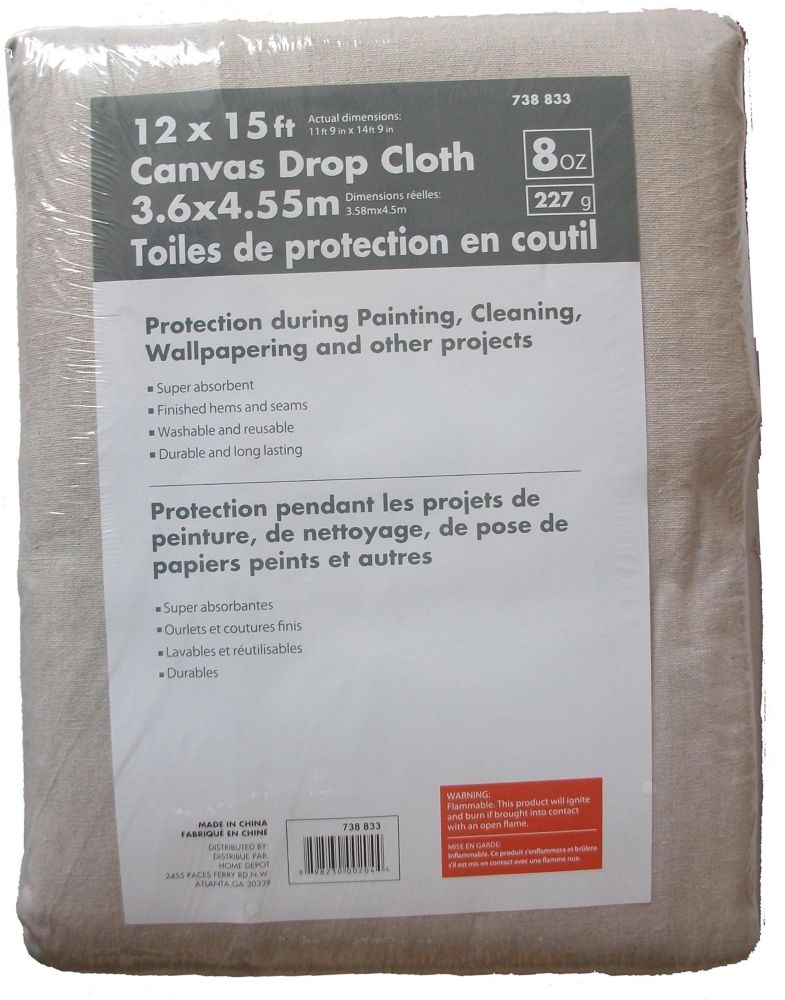 738 833
12 x 15 ft Actual dimensions:
11 ft 9 in x 14 ft 9 in
Canvas Drop Cloth
8 oz
3.6x4.55m Dimensions réelles:
3.58mx4.5m
227 g
Toiles de protection en coutil
Protection during Painting, Cleaning,
Wallpapering and other projects
▪ Super absorbent
▪ Finished hems and seams
▪ Washable and reusable
▪ Durable and long lasting
Protection pendant les projets de
peinture, de nettoyage, de pose de
papiers peints et autres
▪ Super absorbantes
▪ Ourlets et coutures finis
▪ Lavables et réutilisables
▪ Durables
MADE IN CHINA
FABRIQUÉ EN CHINE
DISTRIBUTED BY:
DISTRIBUE PAR:
HOME DEPOT
2455 PACES FERRY RD,N.W.
ATLANTA,GA 30339
738 833
WARNING:
Flammable. This product will ignite
and burn if brought into contact
with an open flame.
MISE EN GARDE:
Inflammable. Ce produit s'enflammera et brûlera
s'il est mis en contact avec une flamme nue.